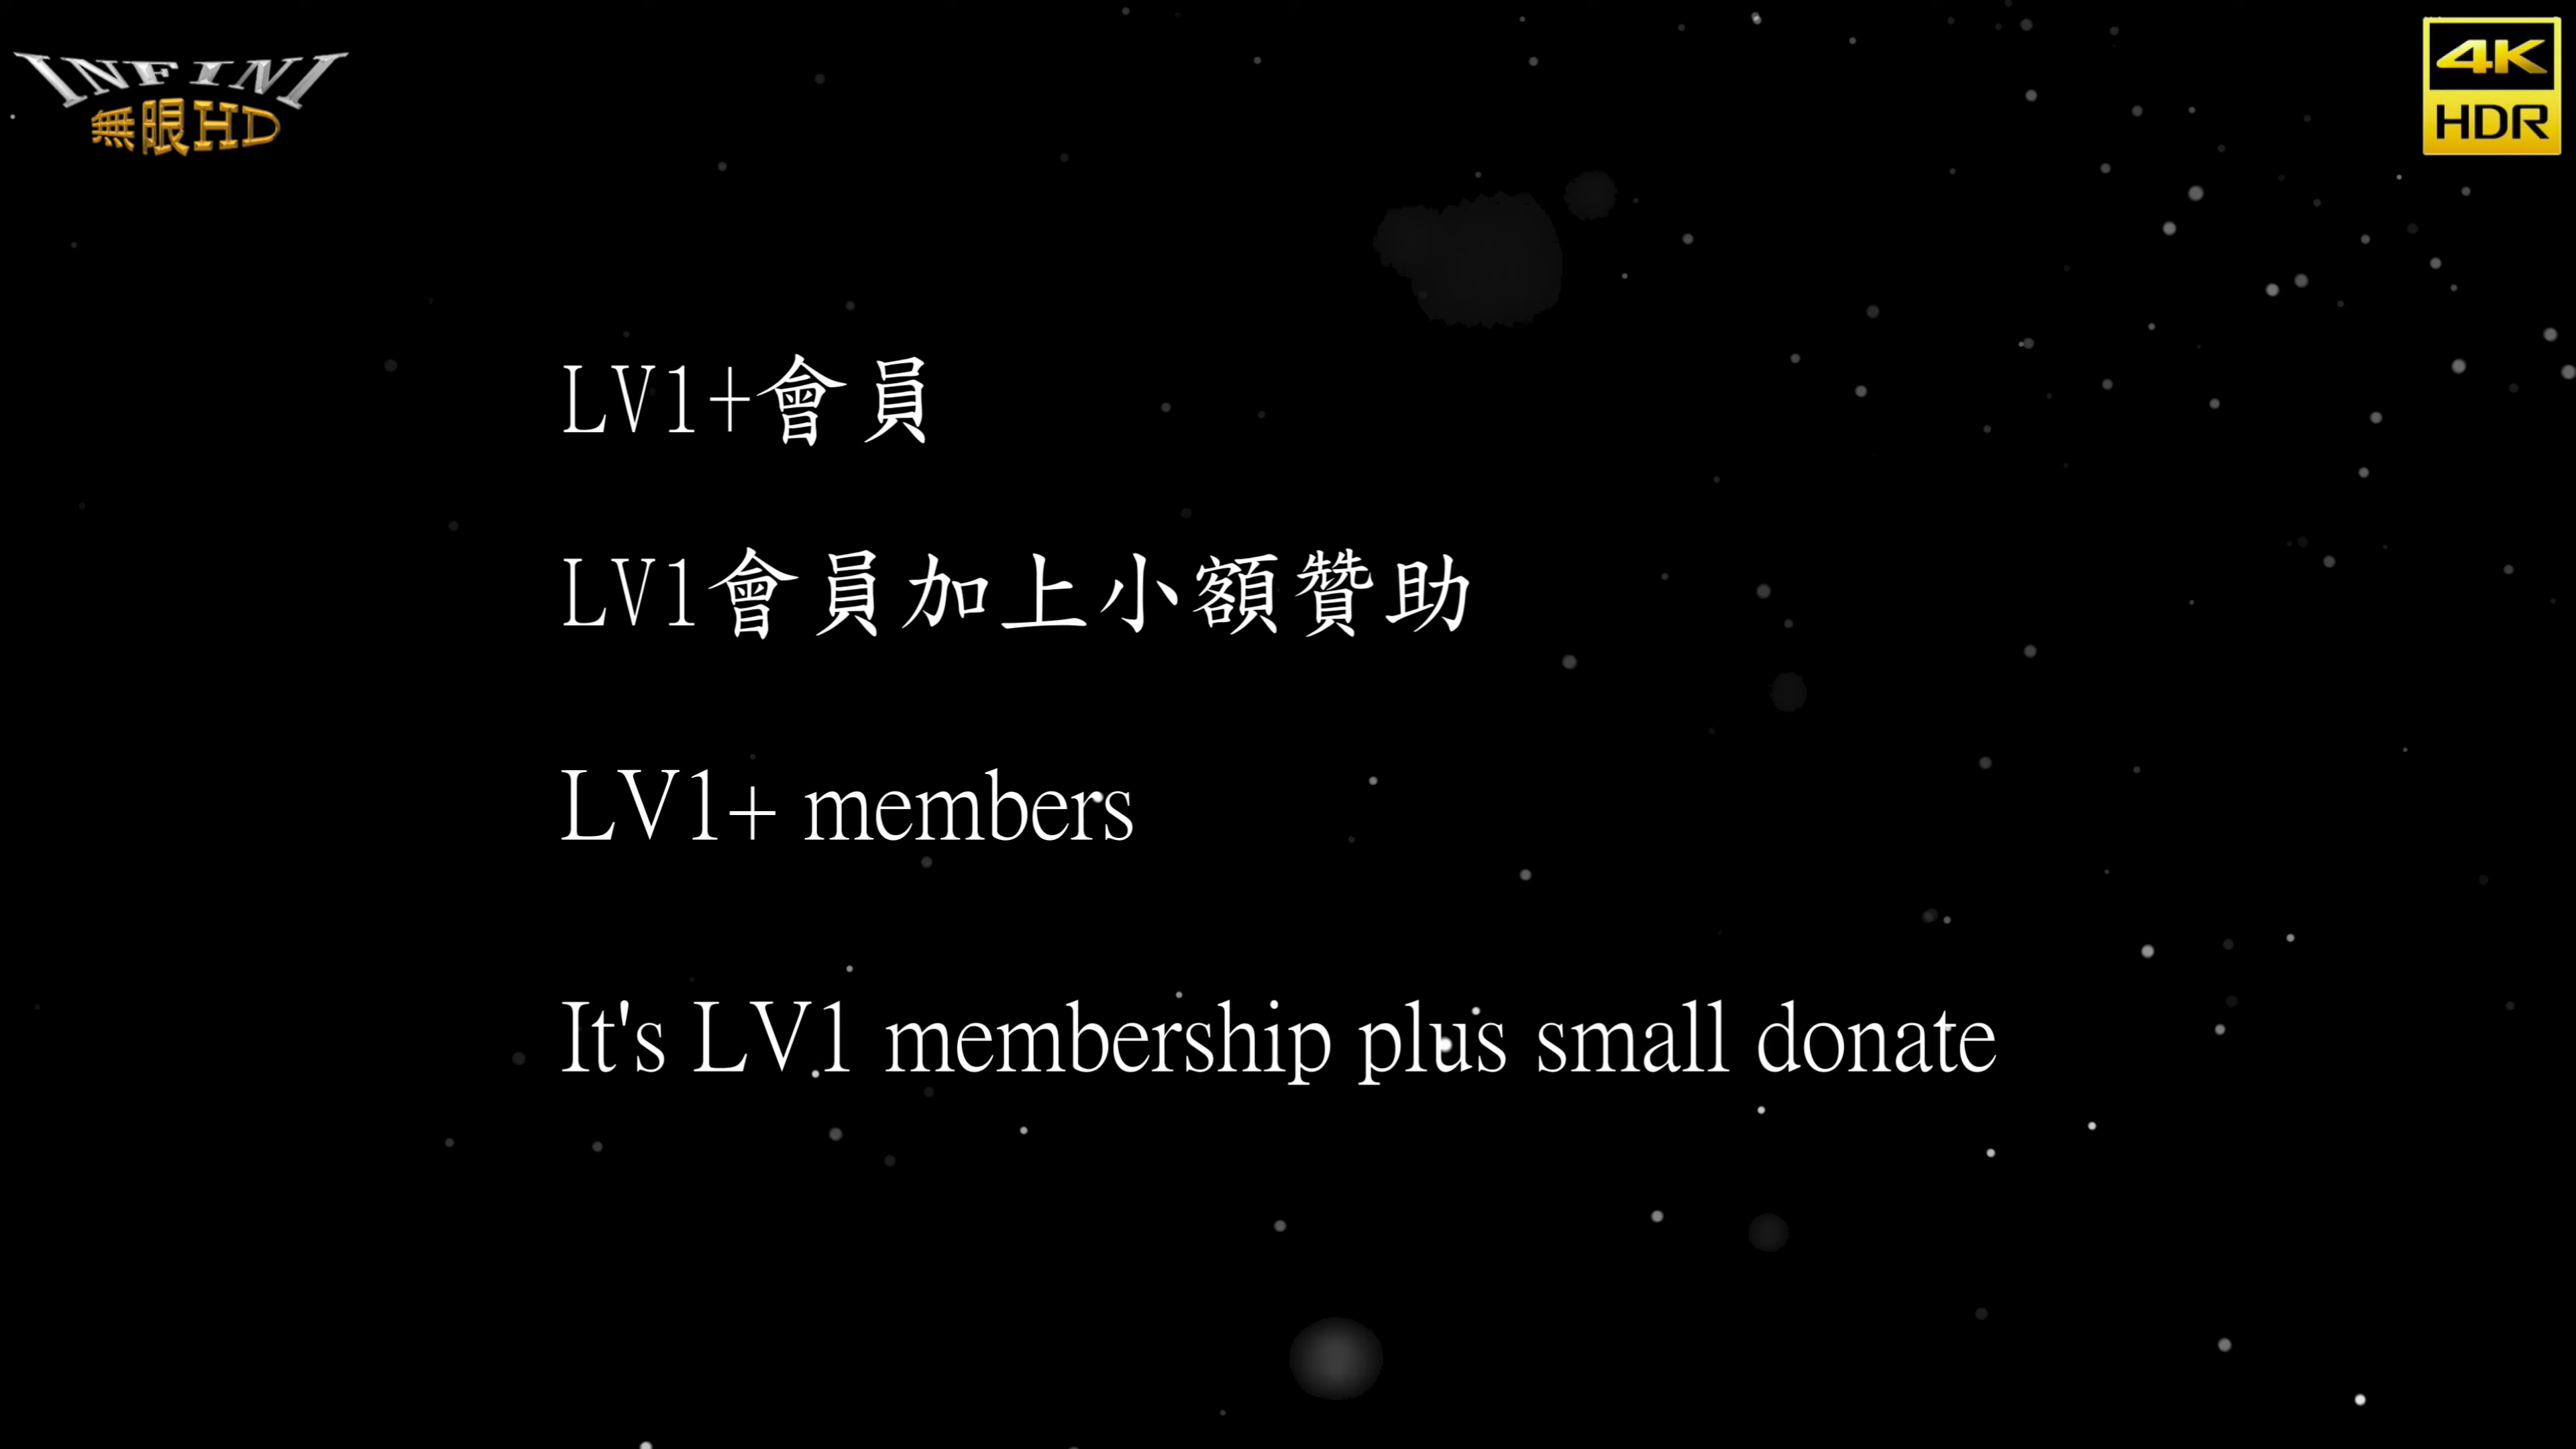 INFINI
無限HD
4K
HDR
LV1+會員
LV1會員加上小額贊助
LV1+ members
It's LV1 membership plus small donate